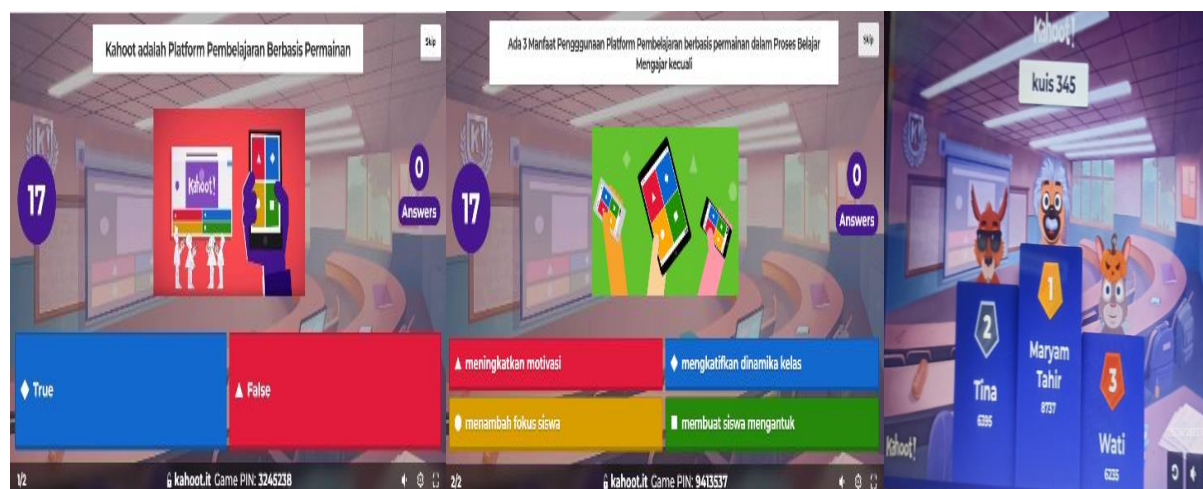 Kahoot adalah Platform Pembelajaran Berbasis Permainan
Skip
17
Kahoot!
0
Answers
True
False
1/2
kahoot.it Game PIN: 3245238
Ada 3 Manfaat Pengggunaan Platform Pembelajaran berbasis permainan dalam Proses Belajar
Mengajar kecuali
Skip
17
0
Answers
meningkatkan motivasi
mengkatifkan dinamika kelas
menambah fokus siswa
membuat siswa mengantuk
2/2
kahoot.it Game PIN: 9413537
Kahoot!
kuis 345
1
Maryam
Tahir
8737
2
Tina
6395
3
Wati
6235
Kahoot!